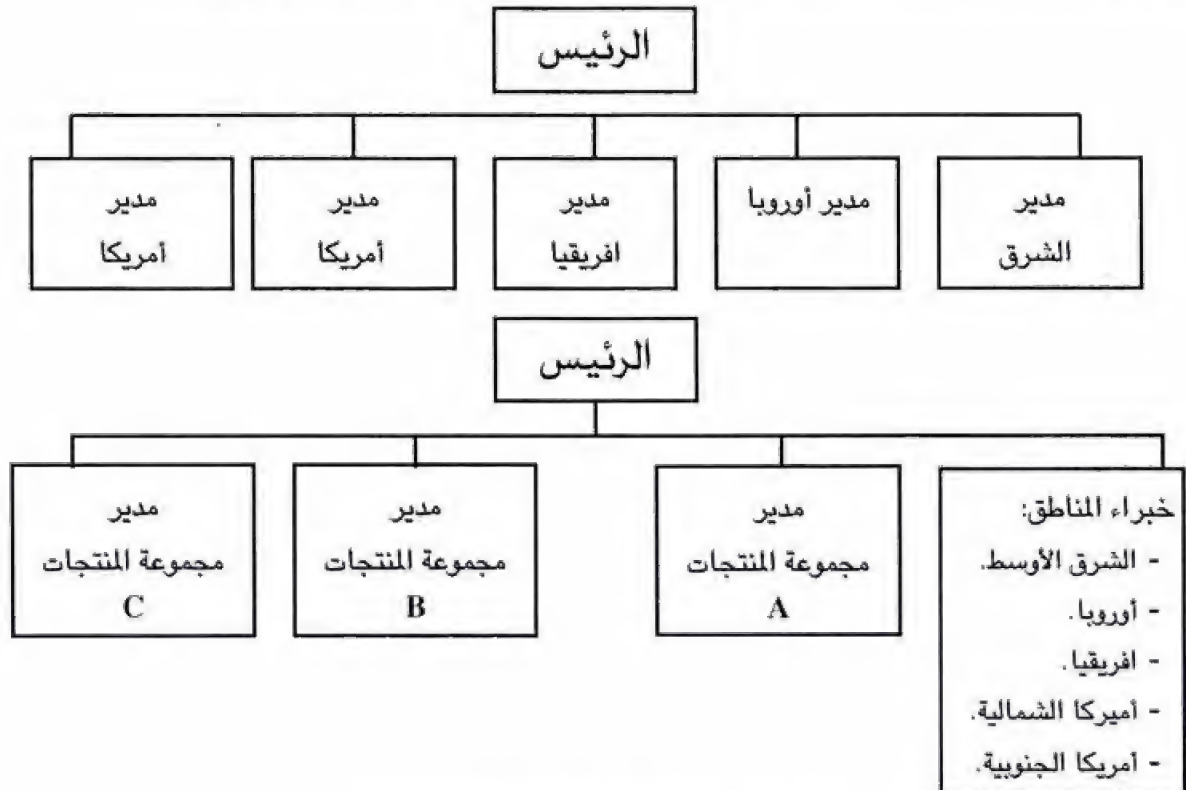 الرئيس
مدير
الشرق
مدير أوروبا
مدير
افريقيا
مدير
أمريكا
مدير
أمريكا
الرئيس
خبراء المناطق:
- الشرق الأوسط.
- أوروبا.
- افريقيا.
- أميركا الشمالية.
- أمريكا الجنوبية.
مدير
مجموعة المنتجات
A
مدير
مجموعة المنتجات
B
مدير
مجموعة المنتجات
C